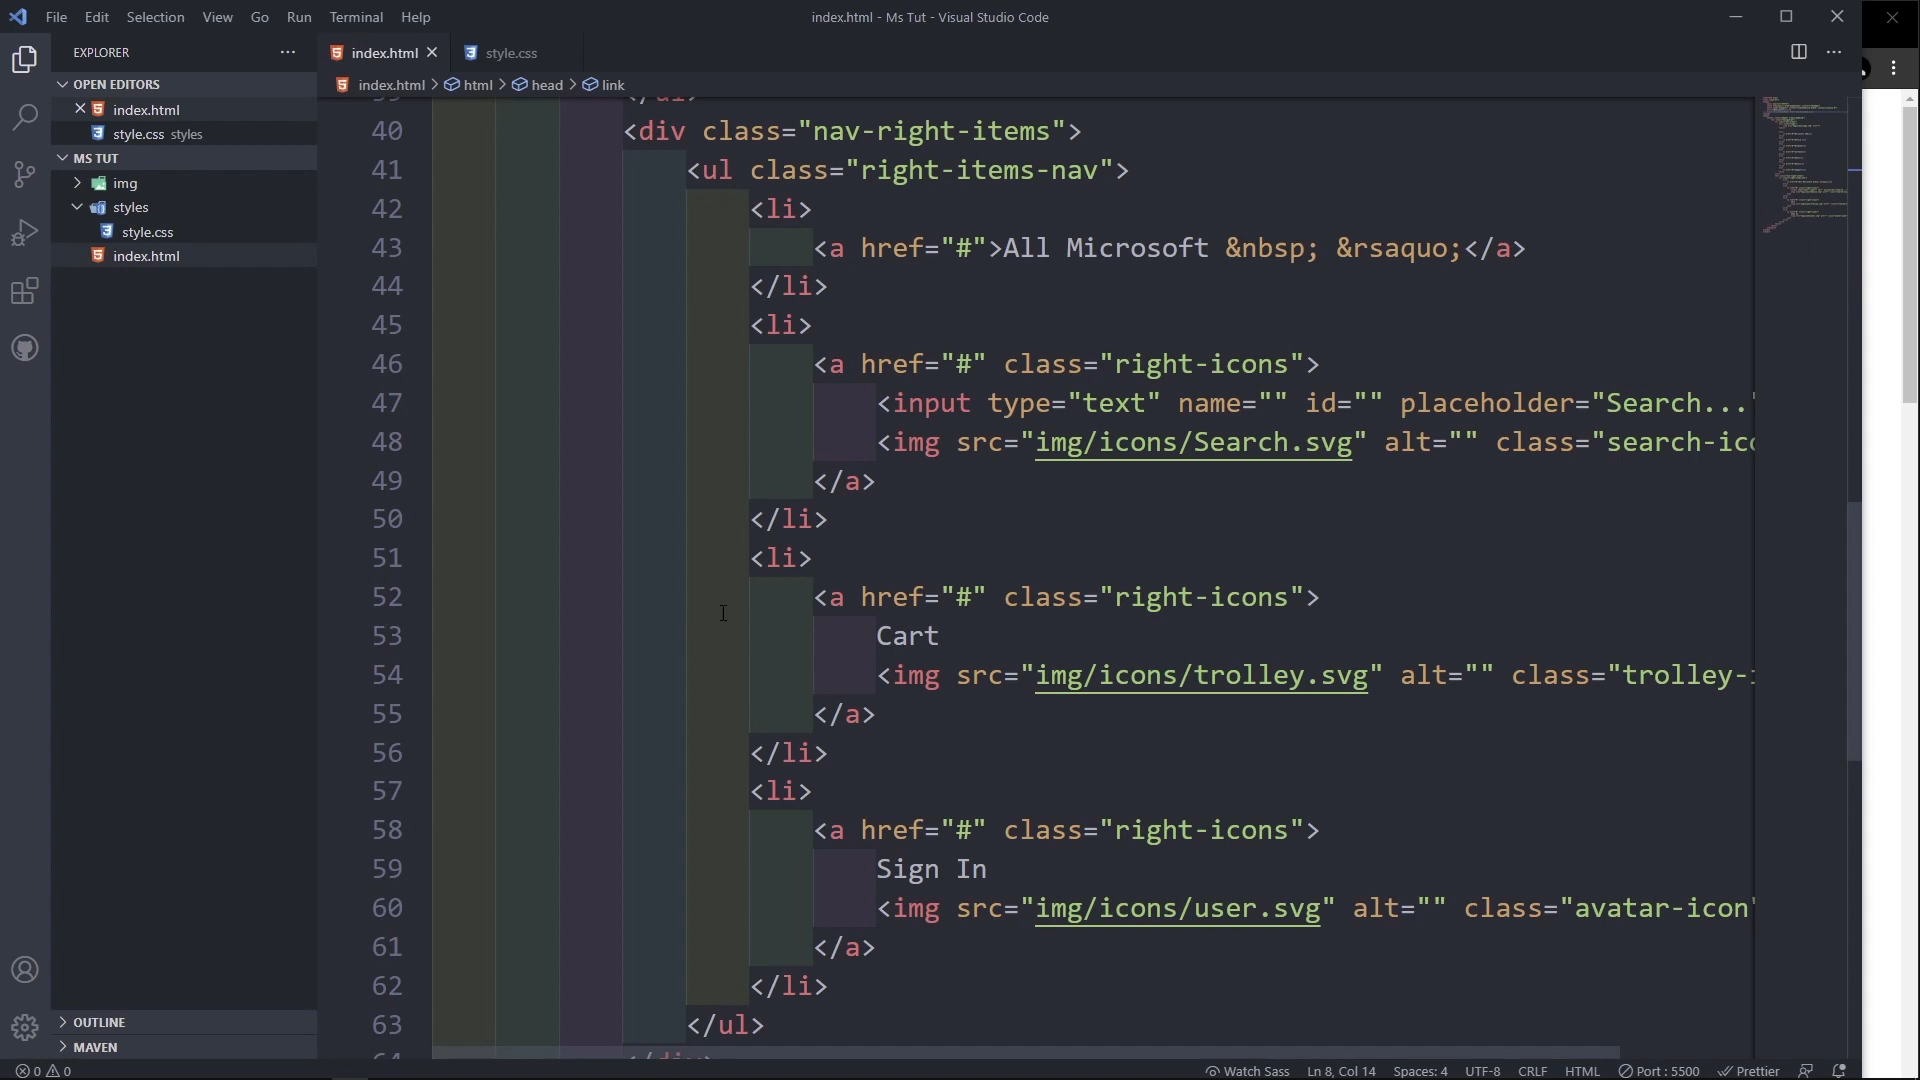 File Edit Selection View Go Run Terminal Help
index.html - Ms Tut - Visual Studio Code
EXPLORER
OPEN EDITORS
index.html
style.css styles
MS TUT
img
styles
style.css
index.html
OUTLINE
MAVEN
index.html style.css
index.html > html > head > link
40 <div class="nav-right-items">
41 <ul class="right-items-nav">
42 <li>
43 <a href="#">All Microsoft &nbsp; &rsaquo;</a>
44 </li>
45 <li>
46 <a href="#" class="right-icons">
47 <input type="text" name="" id="" placeholder="Search..."
48 <img src="img/icons/Search.svg" alt="" class="search-ico
49 </a>
50 </li>
51 <li>
52 <a href="#" class="right-icons">
53 Cart
54 <img src="img/icons/trolley.svg" alt="" class="trolley-
55 </a>
56 </li>
57 <li>
58 <a href="#" class="right-icons">
59 Sign In
60 <img src="img/icons/user.svg" alt="" class="avatar-icon"
61 </a>
62 </li>
63 </ul>
0 0
Watch Sass Ln 8, Col 14 Spaces: 4 UTF-8 CRLF HTML Port : 5500 Prettier